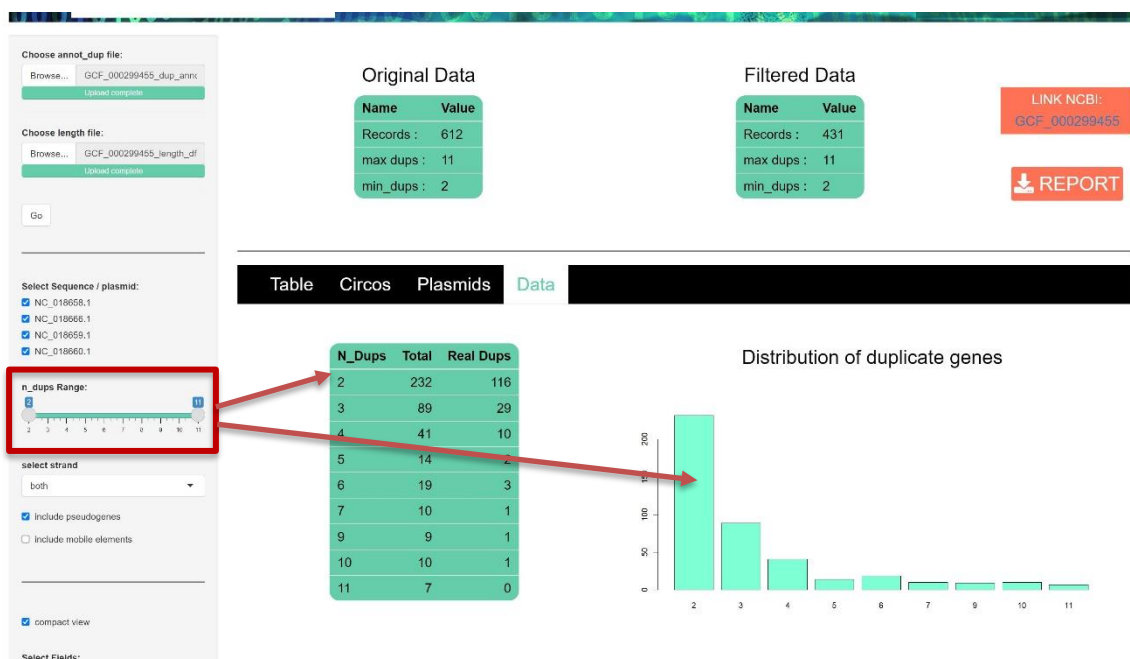 Choose annot_dup file:
Browse... GCF_000299455_dup_annc
Upload complete
Choose length file:
Browse... GCF_000299455_length_df
Upload complete
Go
Select Sequence / plasmid:
NC_018658.1
NC_018666.1
NC_018659.1
NC_018660.1
n_dups Range:
2 11
2 3 4 5 6 7 8 9 10 11
select strand
both
include pseudogenes
include mobile elements
compact view
Select Fields:
Original Data
Name Value
Records : 612
max dups : 11
min_dups : 2
Filtered Data
Name Value
Records : 431
max dups : 11
min_dups : 2
LINK NCBI:
GCF_000299455
REPORT
Table Circos Plasmids Data
N_Dups Total Real Dups
2 232 116
3 89 29
4 41 10
5 14 2
6 19 3
7 10 1
9 9 1
10 10 1
11 7 0
Distribution of duplicate genes
200
150
100
50
0
2 3 4 5 6 7 9 10 11